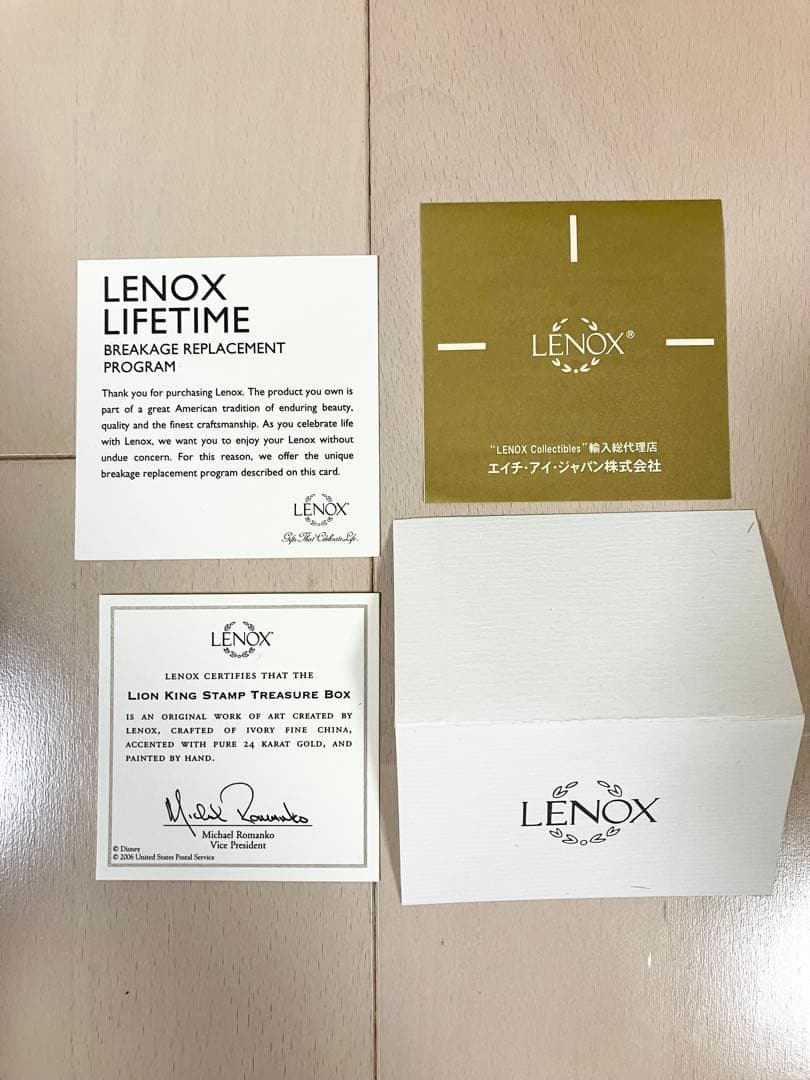 LENOX
LIFETIME
BREAKAGE REPLACEMENT
PROGRAM
Thank you for purchasing Lenox. The product you own is
part of a great American tradition of enduring beauty,
quality and the finest craftsmanship. As you celebrate life
with Lenox, we want you to enjoy your Lenox without
undue concern. For this reason, we offer the unique
breakage replacement program described on this card.
LENOX
Gifts That Celebrate Life.
LENOX®
"LENOX Collectibles"輸入総代理店
エイチ・アイ・ジャパン株式会社
LENOX
LENOX CERTIFIES THAT THE
LION KING STAMP TREASURE BOX
IS AN ORIGINAL WORK OF ART CREATED BY
LENOX, CRAFTED OF IVORY FINE CHINA,
ACCENTED WITH PURE 24 KARAT GOLD, AND
PAINTED BY HAND.
Michael Romanko
Michael Romanko
Vice President
© Disney
© 2006 United States Postal Service
LENOX